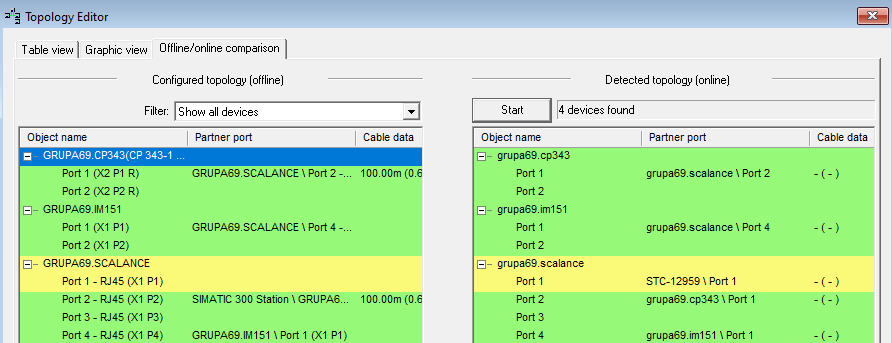 Topology Editor
Table view Graphic view Offline/online comparison
Configured topology (offline) Detected topology (online)
Filter: Show all devices Start 4 devices found
Object name Partner port Cable data Object name Partner port Cable data
GRUPA69.CP343(CP 343-1 ... grupa69.cp343
Port 1 (X2 P1 R) GRUPA69.SCALANCE \ Port 2 -... 100.00m (0.6 Port 1 grupa69.scalance \ Port 2 - ( - )
Port 2 (X2 P2 R) Port 2
GRUPA69.IM151 grupa69.im151
Port 1 (X1 P1) GRUPA69.SCALANCE \ Port 4 -... Port 1 grupa69.scalance \ Port 4 - ( - )
Port 2 (X1 P2) Port 2
GRUPA69.SCALANCE grupa69.scalance
Port 1 - RJ45 (X1 P1) Port 1 STC-12959 \ Port 1 - ( - )
Port 2 - RJ45 (X1 P2) SIMATIC 300 Station \ GRUPA6... 100.00m (0.6 Port 2 grupa69.cp343 \ Port 1 - ( - )
Port 3 - RJ45 (X1 P3) Port 3
Port 4 - RJ45 (X1 P4) GRUPA69.IM151 \ Port 1 (X1 P1) Port 4 grupa69.im151 \ Port 1 - ( - )